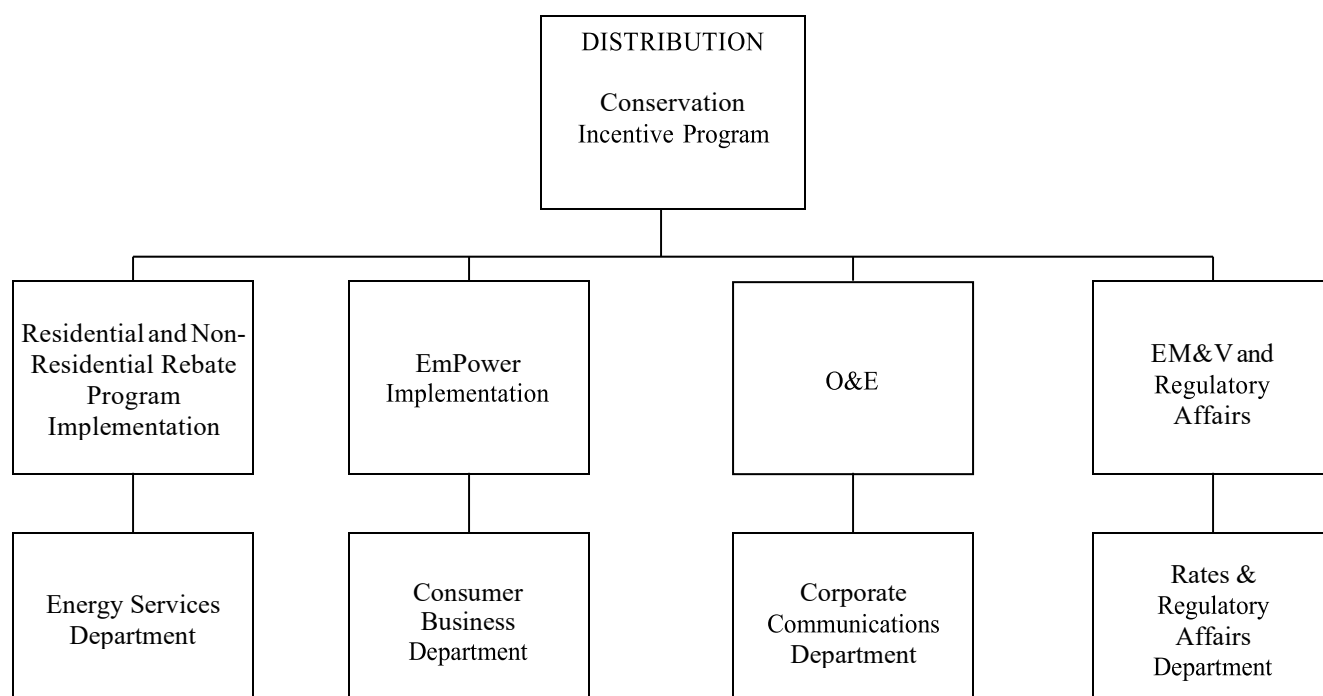 DISTRIBUTION
Conservation
Incentive Program
Residential and Non-
Residential Rebate
Program
Implementation
EmPower
Implementation
O&E
EM&V and
Regulatory
Affairs
Energy Services
Department
Consumer
Business
Department
Corporate
Communications
Department
Rates &
Regulatory
Affairs
Department